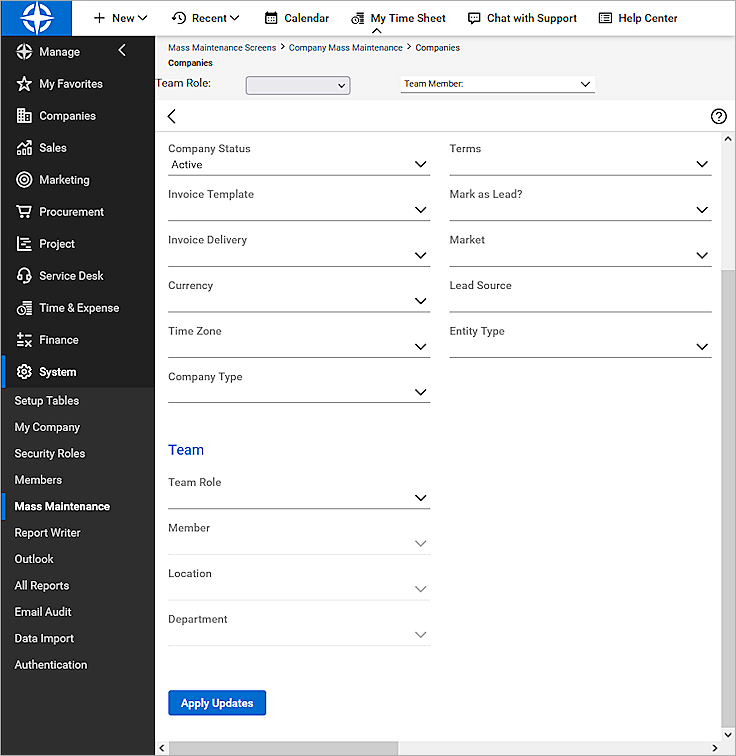 New
Recent
Calendar
My Time Sheet
Chat with Support
Help Center
Manage
My Favorites
Companies
Sales
Marketing
Procurement
Project
Service Desk
Time & Expense
Finance
System
Setup Tables
My Company
Security Roles
Members
Mass Maintenance
Report Writer
Outlook
All Reports
Email Audit
Data Import
Authentication
Mass Maintenance Screens > Company Mass Maintenance > Companies
Companies
Team Role:
Team Member:
Company Status
Active
Terms
Invoice Template
Mark as Lead?
Invoice Delivery
Market
Currency
Lead Source
Time Zone
Entity Type
Company Type
Team
Team Role
Member
Location
Department
Apply Updates